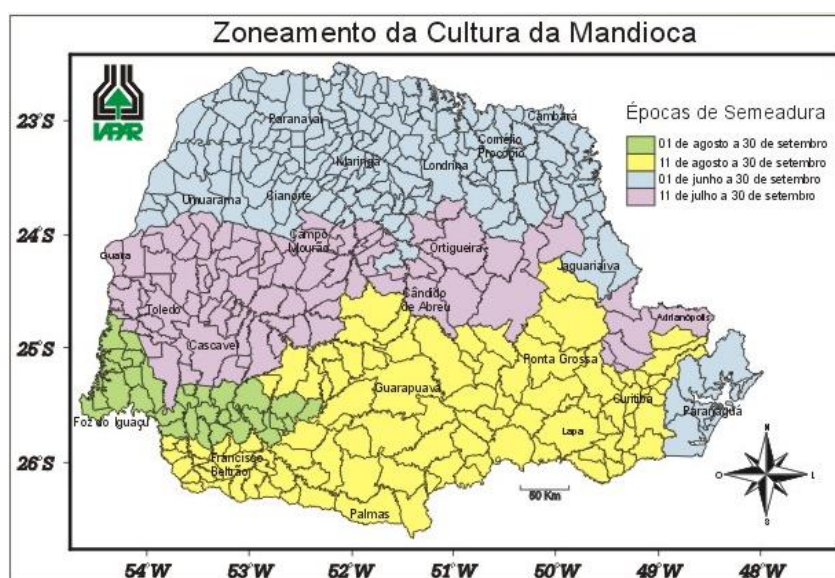 Zoneamento da Cultura da Mandioca
IAPAR
Épocas de Semeadura
01 de agosto a 30 de setembro
11 de agosto a 30 de setembro
01 de junho a 30 de setembro
11 de julho a 30 de setembro
23°S
24°S
25°S
26°S
Paranavaí
Cambará
Cornélio
Procópio
Maringá
Londrina
Umuarama
Cianorte
Campo
Mourão
Ortigueira
Guaíra
Jaguariaíva
Toledo
Cândido
de Abreu
Adrianópolis
Cascavel
Ponta Grossa
Guarapuava
Curitiba
Paranaguá
Foz do Iguaçu
Lapa
Francisco
Beltrão
Palmas
50 Km
N
O
L
S
54°W
53°W
52°W
51°W
50°W
49°W
48°W